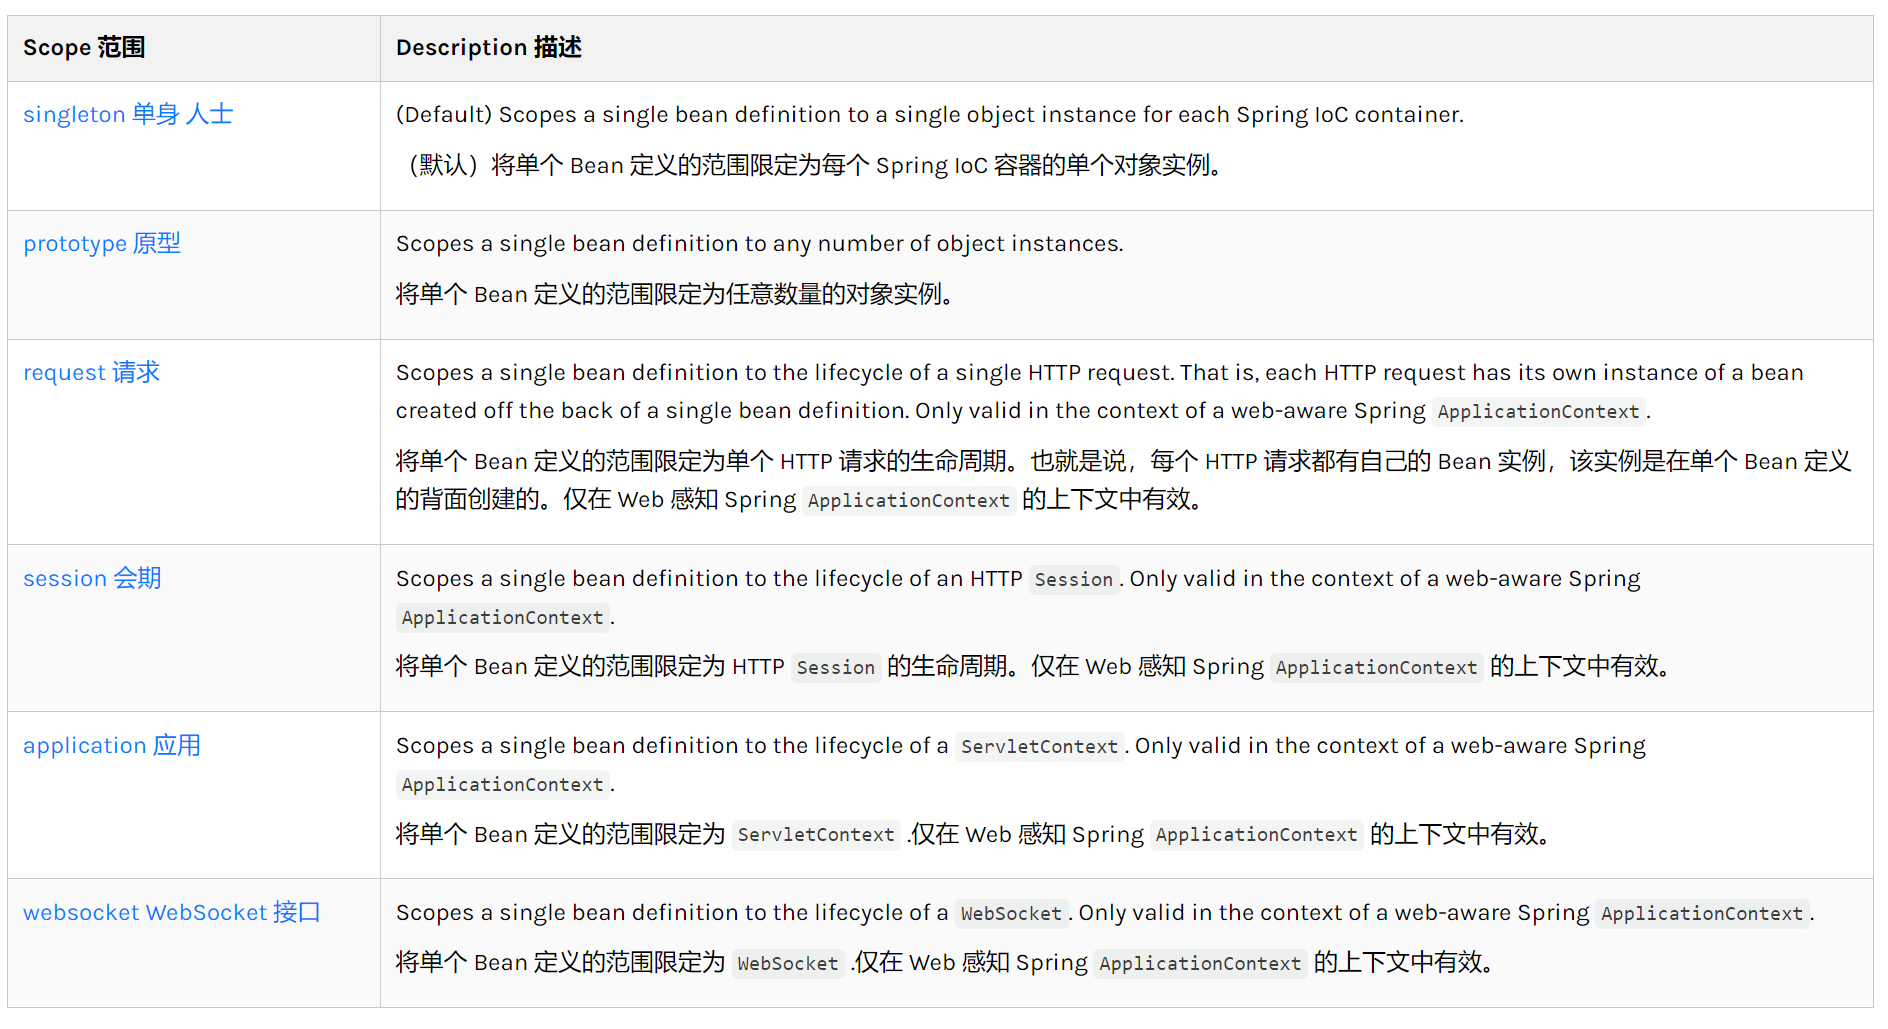 Scope 范围
Description 描述
singleton 单身 人士
(Default) Scopes a single bean definition to a single object instance for each Spring IoC container.
（默认）将单个 Bean 定义的范围限定为每个 Spring IoC 容器的单个对象实例。
prototype 原型
Scopes a single bean definition to any number of object instances.
将单个 Bean 定义的范围限定为任意数量的对象实例。
request 请求
Scopes a single bean definition to the lifecycle of a single HTTP request. That is, each HTTP request has its own instance of a bean
created off the back of a single bean definition. Only valid in the context of a web-aware Spring ApplicationContext.
将单个 Bean 定义的范围限定为单个 HTTP 请求的生命周期。也就是说，每个 HTTP 请求都有自己的 Bean 实例，该实例是在单个 Bean 定义
的背面创建的。仅在 Web 感知 Spring ApplicationContext 的上下文中有效。
session 会期
Scopes a single bean definition to the lifecycle of an HTTP Session. Only valid in the context of a web-aware Spring
ApplicationContext.
将单个 Bean 定义的范围限定为 HTTP Session 的生命周期。仅在 Web 感知 Spring ApplicationContext 的上下文中有效。
application 应用
Scopes a single bean definition to the lifecycle of a ServletContext. Only valid in the context of a web-aware Spring
ApplicationContext.
将单个 Bean 定义的范围限定为 ServletContext .仅在 Web 感知 Spring ApplicationContext 的上下文中有效。
websocket WebSocket 接口
Scopes a single bean definition to the lifecycle of a WebSocket. Only valid in the context of a web-aware Spring ApplicationContext.
将单个 Bean 定义的范围限定为 WebSocket .仅在 Web 感知 Spring ApplicationContext 的上下文中有效。